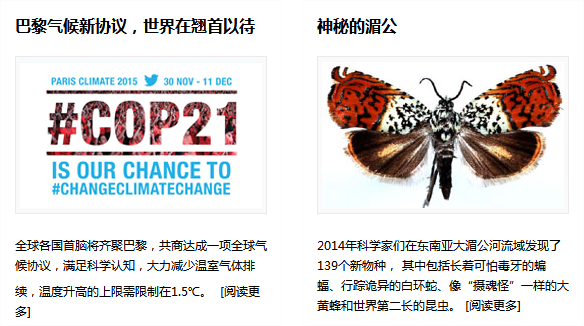 巴黎气候新协议，世界在翘首以待
PARIS CLIMATE 2015 30 NOV - 11 DEC
#COP21
IS OUR CHANCE TO
#CHANGECLIMATECHANGE
全球各国首脑将齐聚巴黎，共商达成一项全球气
候协议，满足科学认知，大力减少温室气体排
续，温度升高的上限需限制在1.5℃。 [阅读更
多]
神秘的湄公
2014年科学家们在东南亚大湄公河流域发现了
139个新物种， 其中包括长着可怕毒牙的蝙
蝠、行踪诡异的白环蛇、像“摄魂怪”一样的大
黄蜂和世界第二长的昆虫。 [阅读更多]